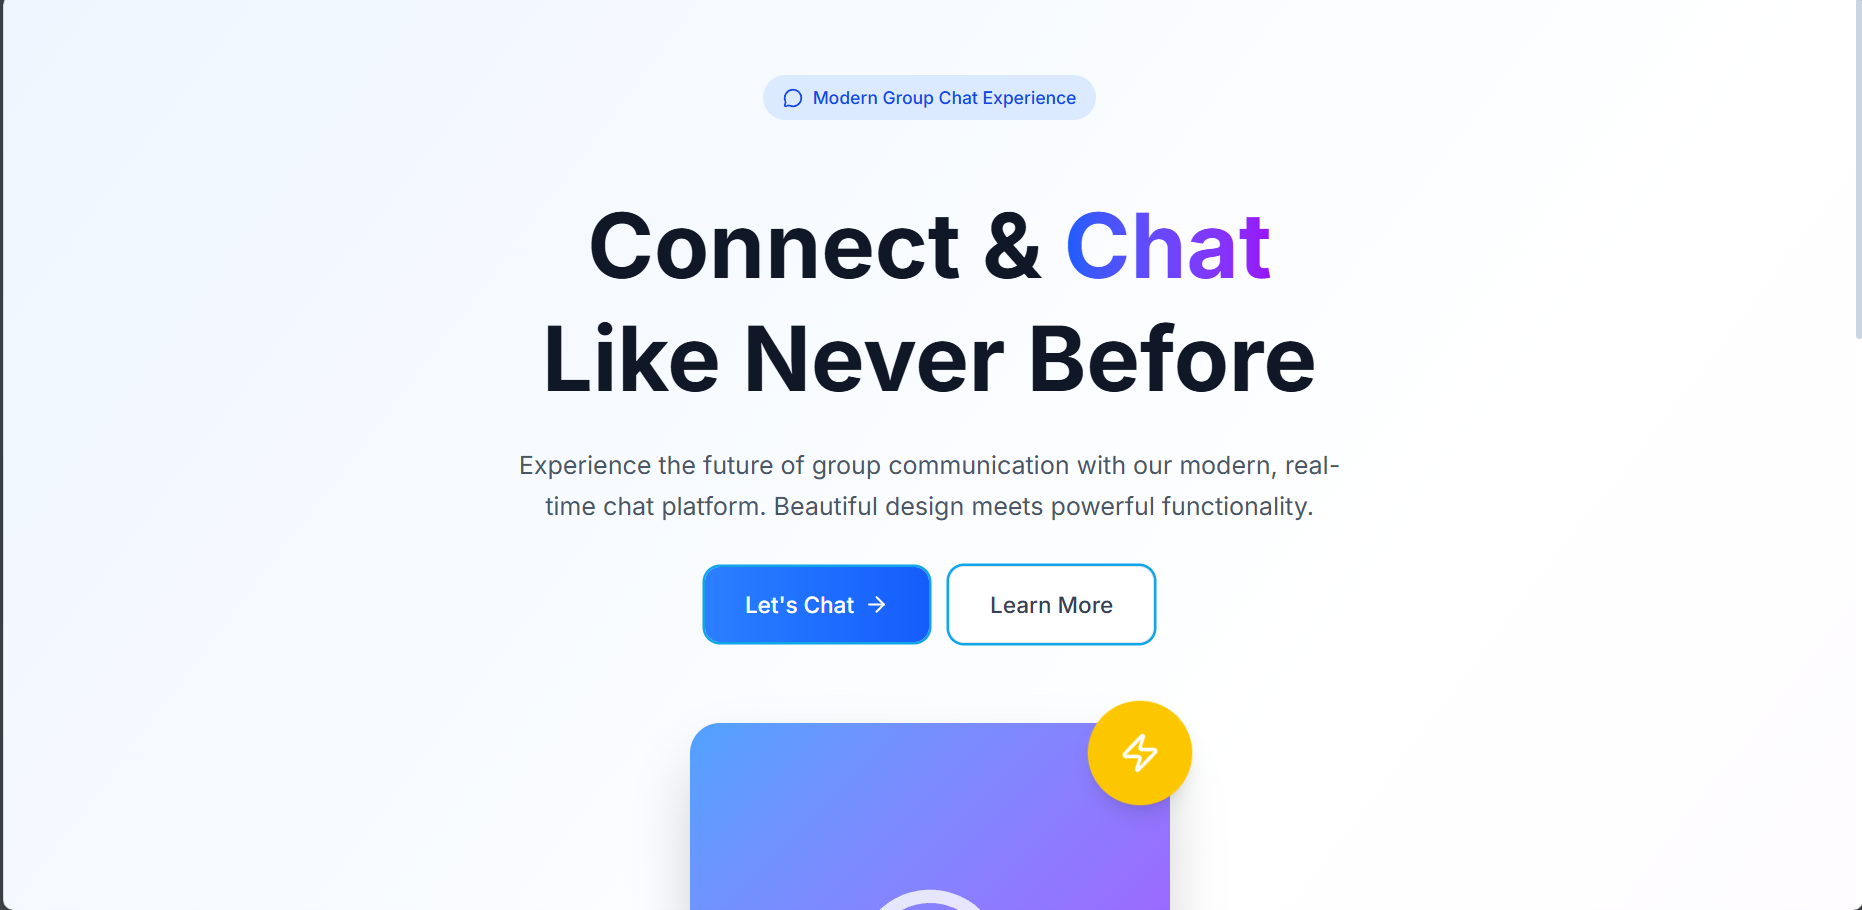 Modern Group Chat Experience
Connect & Chat
Like Never Before
Experience the future of group communication with our modern, real-
time chat platform. Beautiful design meets powerful functionality.
Let's Chat
Learn More